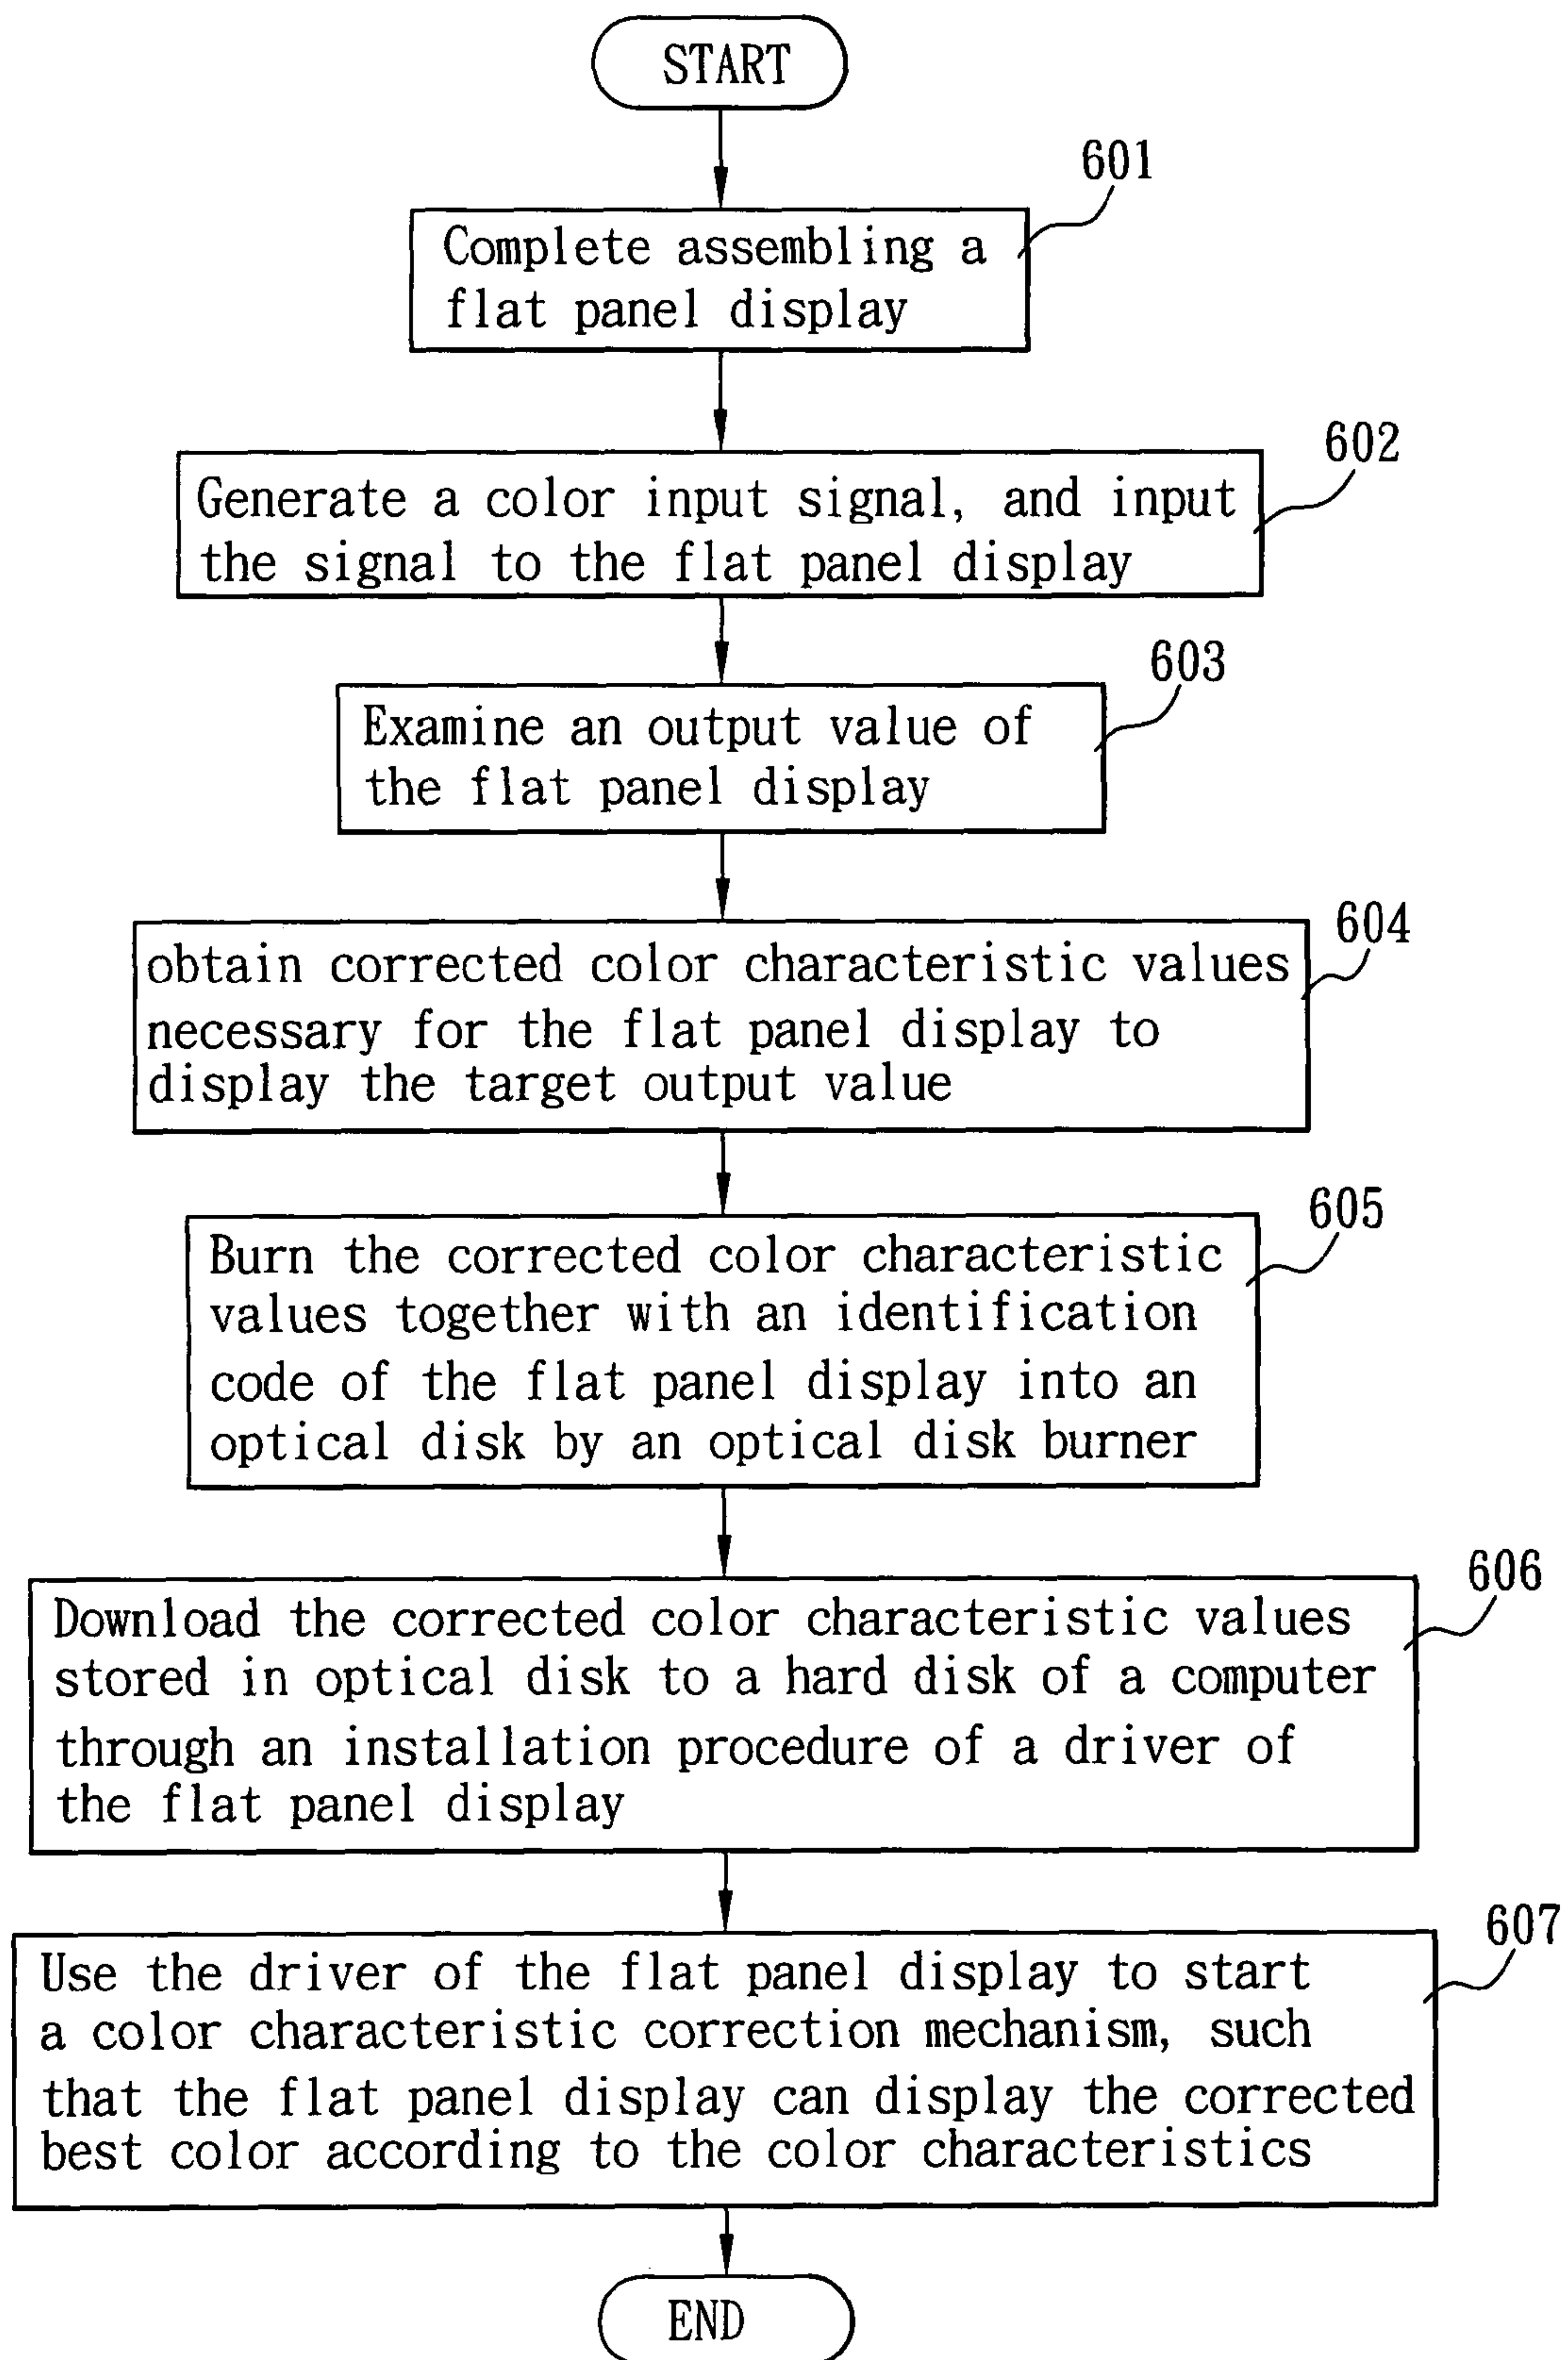 START
601
Complete assembling a
flat panel display
602
Generate a color input signal, and input
the signal to the flat panel display
603
Examine an output value of
the flat panel display
604
obtain corrected color characteristic values
necessary for the flat panel display to
display the target output value
605
Burn the corrected color characteristic
values together with an identification
code of the flat panel display into an
optical disk by an optical disk burner
606
Download the corrected color characteristic values
stored in optical disk to a hard disk of a computer
through an installation procedure of a driver of
the flat panel display
607
Use the driver of the flat panel display to start
a color characteristic correction mechanism, such
that the flat panel display can display the corrected
best color according to the color characteristics
END